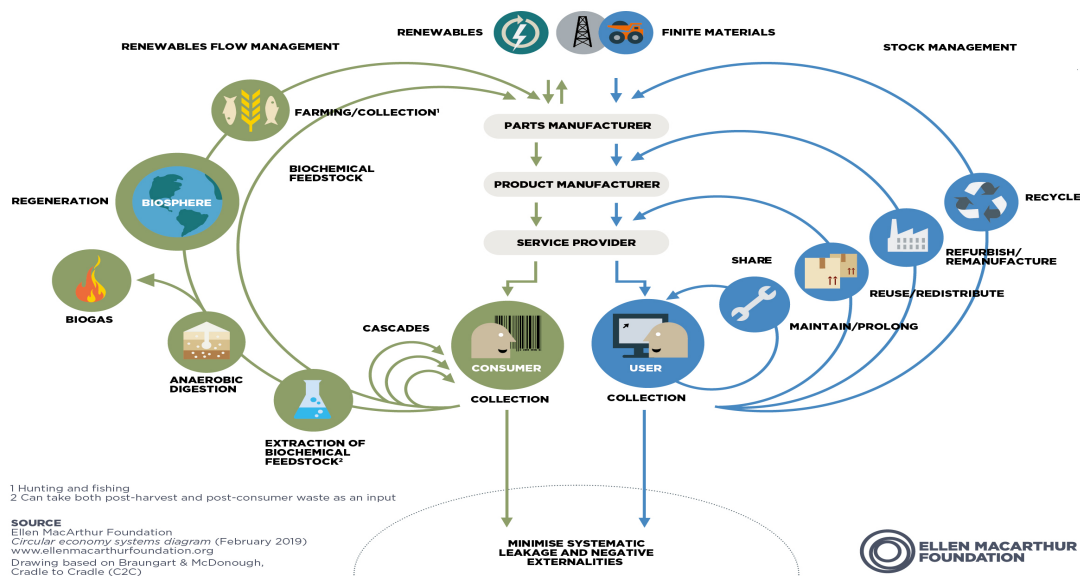 RENEWABLES
FINITE MATERIALS
RENEWABLES FLOW MANAGEMENT
STOCK MANAGEMENT
FARMING/COLLECTION¹
PARTS MANUFACTURER
BIOCHEMICAL
FEEDSTOCK
PRODUCT MANUFACTURER
REGENERATION
BIOSPHERE
RECYCLE
SERVICE PROVIDER
SHARE
REFURBISH/
REMANUFACTURE
REUSE/REDISTRIBUTE
BIOGAS
CASCADES
MAINTAIN/PROLONG
CONSUMER
USER
ANAEROBIC
DIGESTION
COLLECTION
COLLECTION
EXTRACTION OF
BIOCHEMICAL
FEEDSTOCK²
1 Hunting and fishing
2 Can take both post-harvest and post-consumer waste as an input
SOURCE
Ellen MacArthur Foundation
Circular economy systems diagram (February 2019)
www.ellenmacarthurfoundation.org
Drawing based on Braungart & McDonough,
Cradle to Cradle (C2C)
MINIMISE SYSTEMATIC
LEAKAGE AND NEGATIVE
EXTERNALITIES
ELLEN MACARTHUR
FOUNDATION